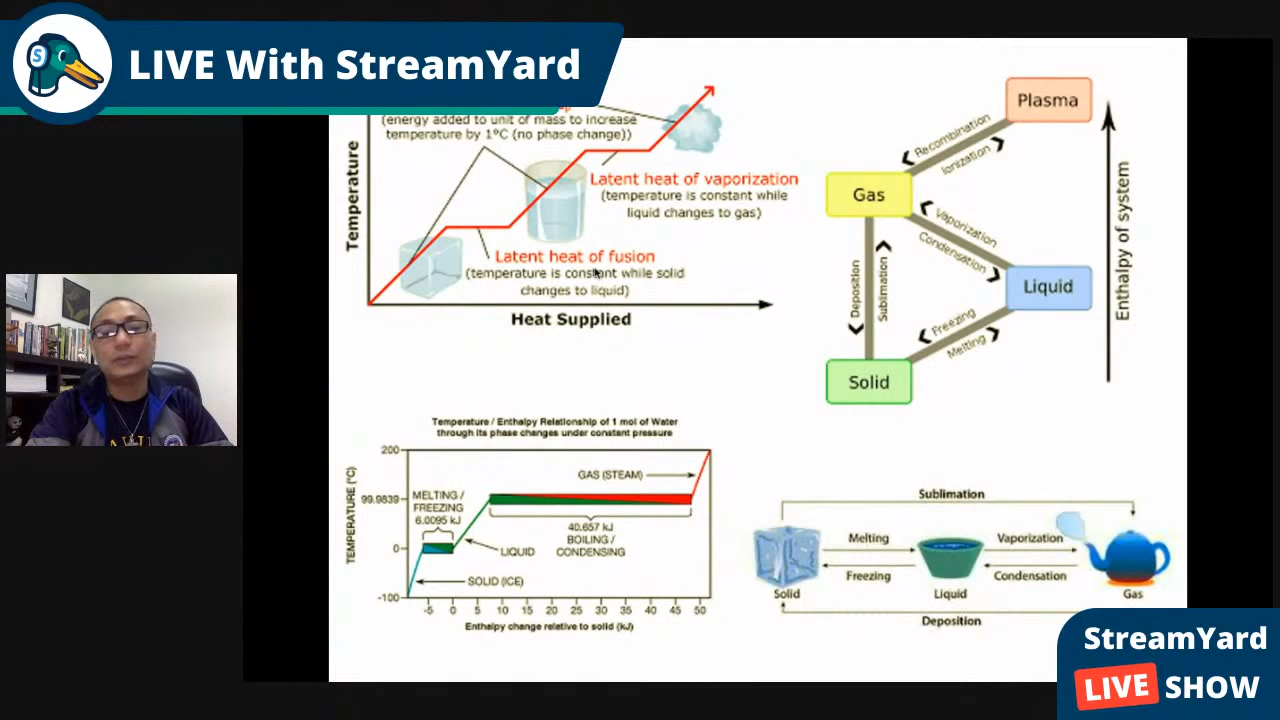 LIVE With StreamYard
(energy added to unit of mass to increase
temperature by 1°C (no phase change))
Temperature
Latent heat of vaporization
(temperature is constant while
liquid changes to gas)
Latent heat of fusion
(temperature is constant while solid
changes to liquid)
Heat Supplied
Plasma
Recombination
Ionization
Gas
Vaporization
Condensation
Deposition
Sublimation
Liquid
Freezing
Melting
Solid
Enthalpy of system
Temperature / Enthalpy Relationship of 1 mol of Water
through its phase changes under constant pressure
TEMPERATURE (°C)
200
99.9839
0
-100
GAS (STEAM)
MELTING /
FREEZING
6.0095 kJ
40.657 kJ
BOILING /
CONDENSING
LIQUID
SOLID (ICE)
-5 0 5 10 15 20 25 30 35 40 45 50
Enthalpy change relative to solid (kJ)
Sublimation
Melting
Vaporization
Freezing
Condensation
Solid
Liquid
Gas
Deposition
StreamYard
LIVE SHOW